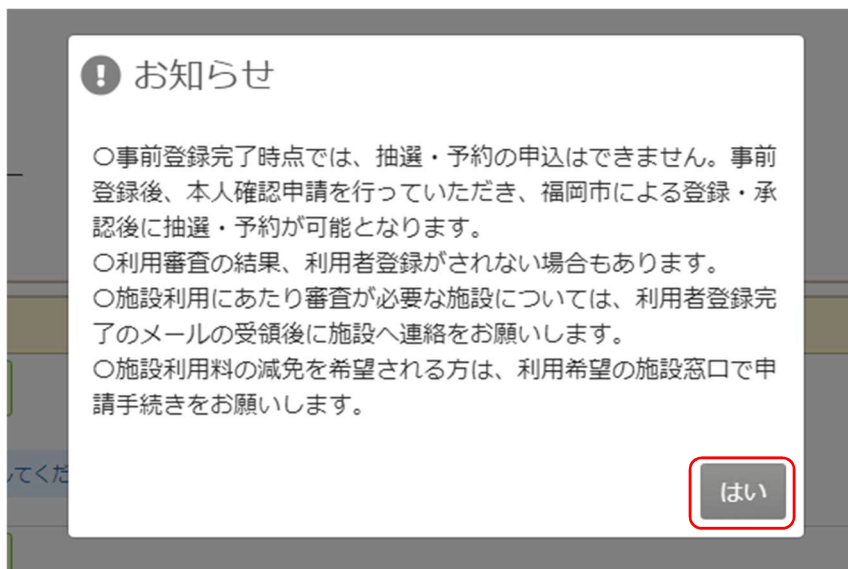 お知らせ
〇事前登録完了時点では、抽選・予約の申込はできません。事前
登録後、本人確認申請を行っていただき、福岡市による登録・承
認後に抽選・予約が可能となります。
〇利用審査の結果、利用者登録がされない場合もあります。
〇施設利用にあたり審査が必要な施設については、利用者登録完
了のメールの受領後に施設へ連絡をお願いします。
〇施設利用料の減免を希望される方は、利用希望の施設窓口で申
請手続きをお願いします。
してくだ
はい